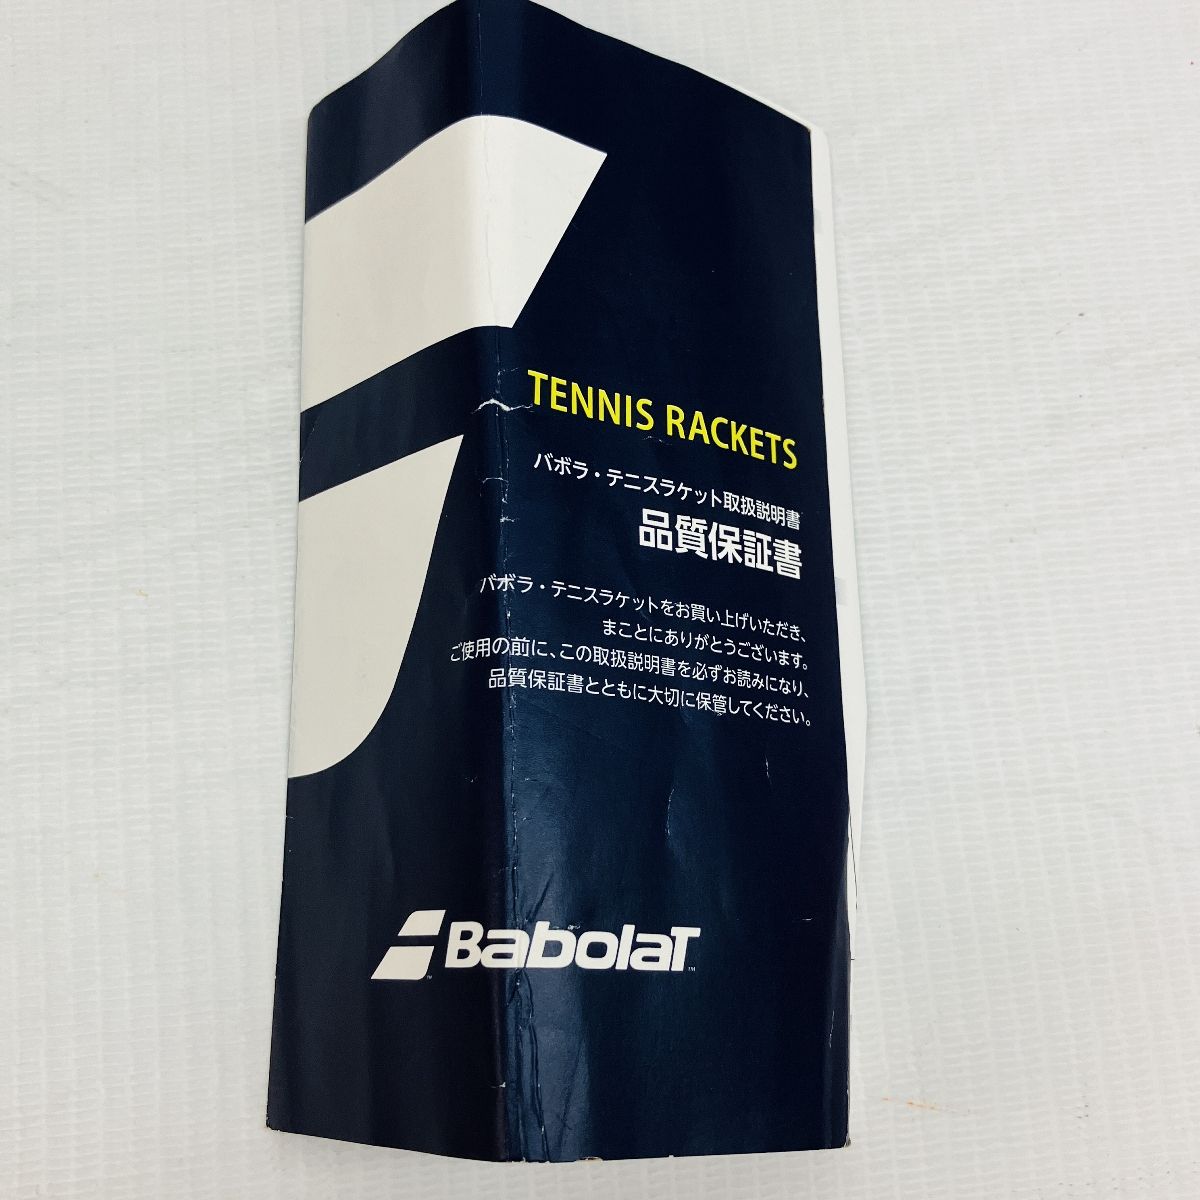 TENNIS RACKETS
バボラ・テニスラケット取扱説明書
品質保証書
バボラ・テニスラケットをお買い上げいただき、
まことにありがとうございます。
ご使用の前に、この取扱説明書を必ずお読みになり、
品質保証書とともに大切に保管してください。
BabolaT™